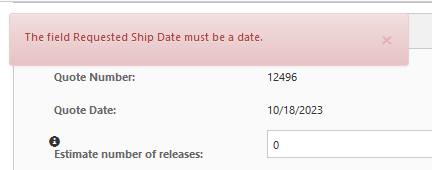 The field Requested Ship Date must be a date.
×
Quote Number: 12496
Quote Date: 10/18/2023
Estimate number of releases: 0